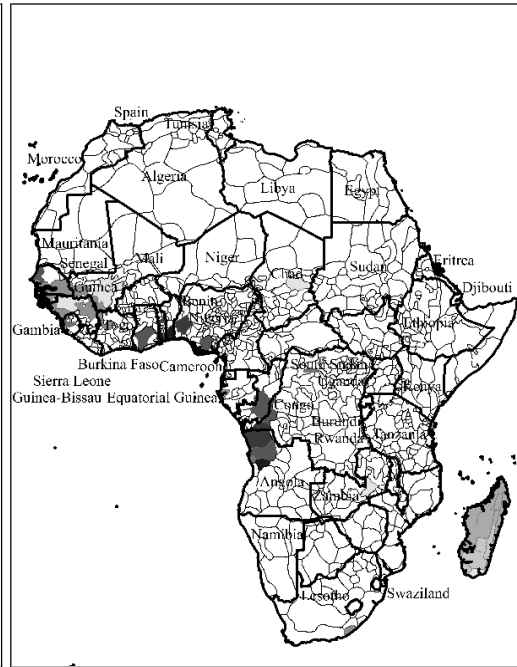 Spain
Tunisia
Morocco
Algeria
Libya
Egypt
Mauritania
Senegal
Mali
Niger
Chad
Sudan
Eritrea
Djibouti
Guinea
Benin
Nigeria
Togo
Ethiopia
Gambia
Burkina Faso
Cameroon
South Sudan
Sierra Leone
Uganda
Kenya
Guinea-Bissau
Equatorial Guinea
Congo
Burundi
Rwanda
Tanzania
Angola
Zambia
Namibia
Lesotho
Swaziland